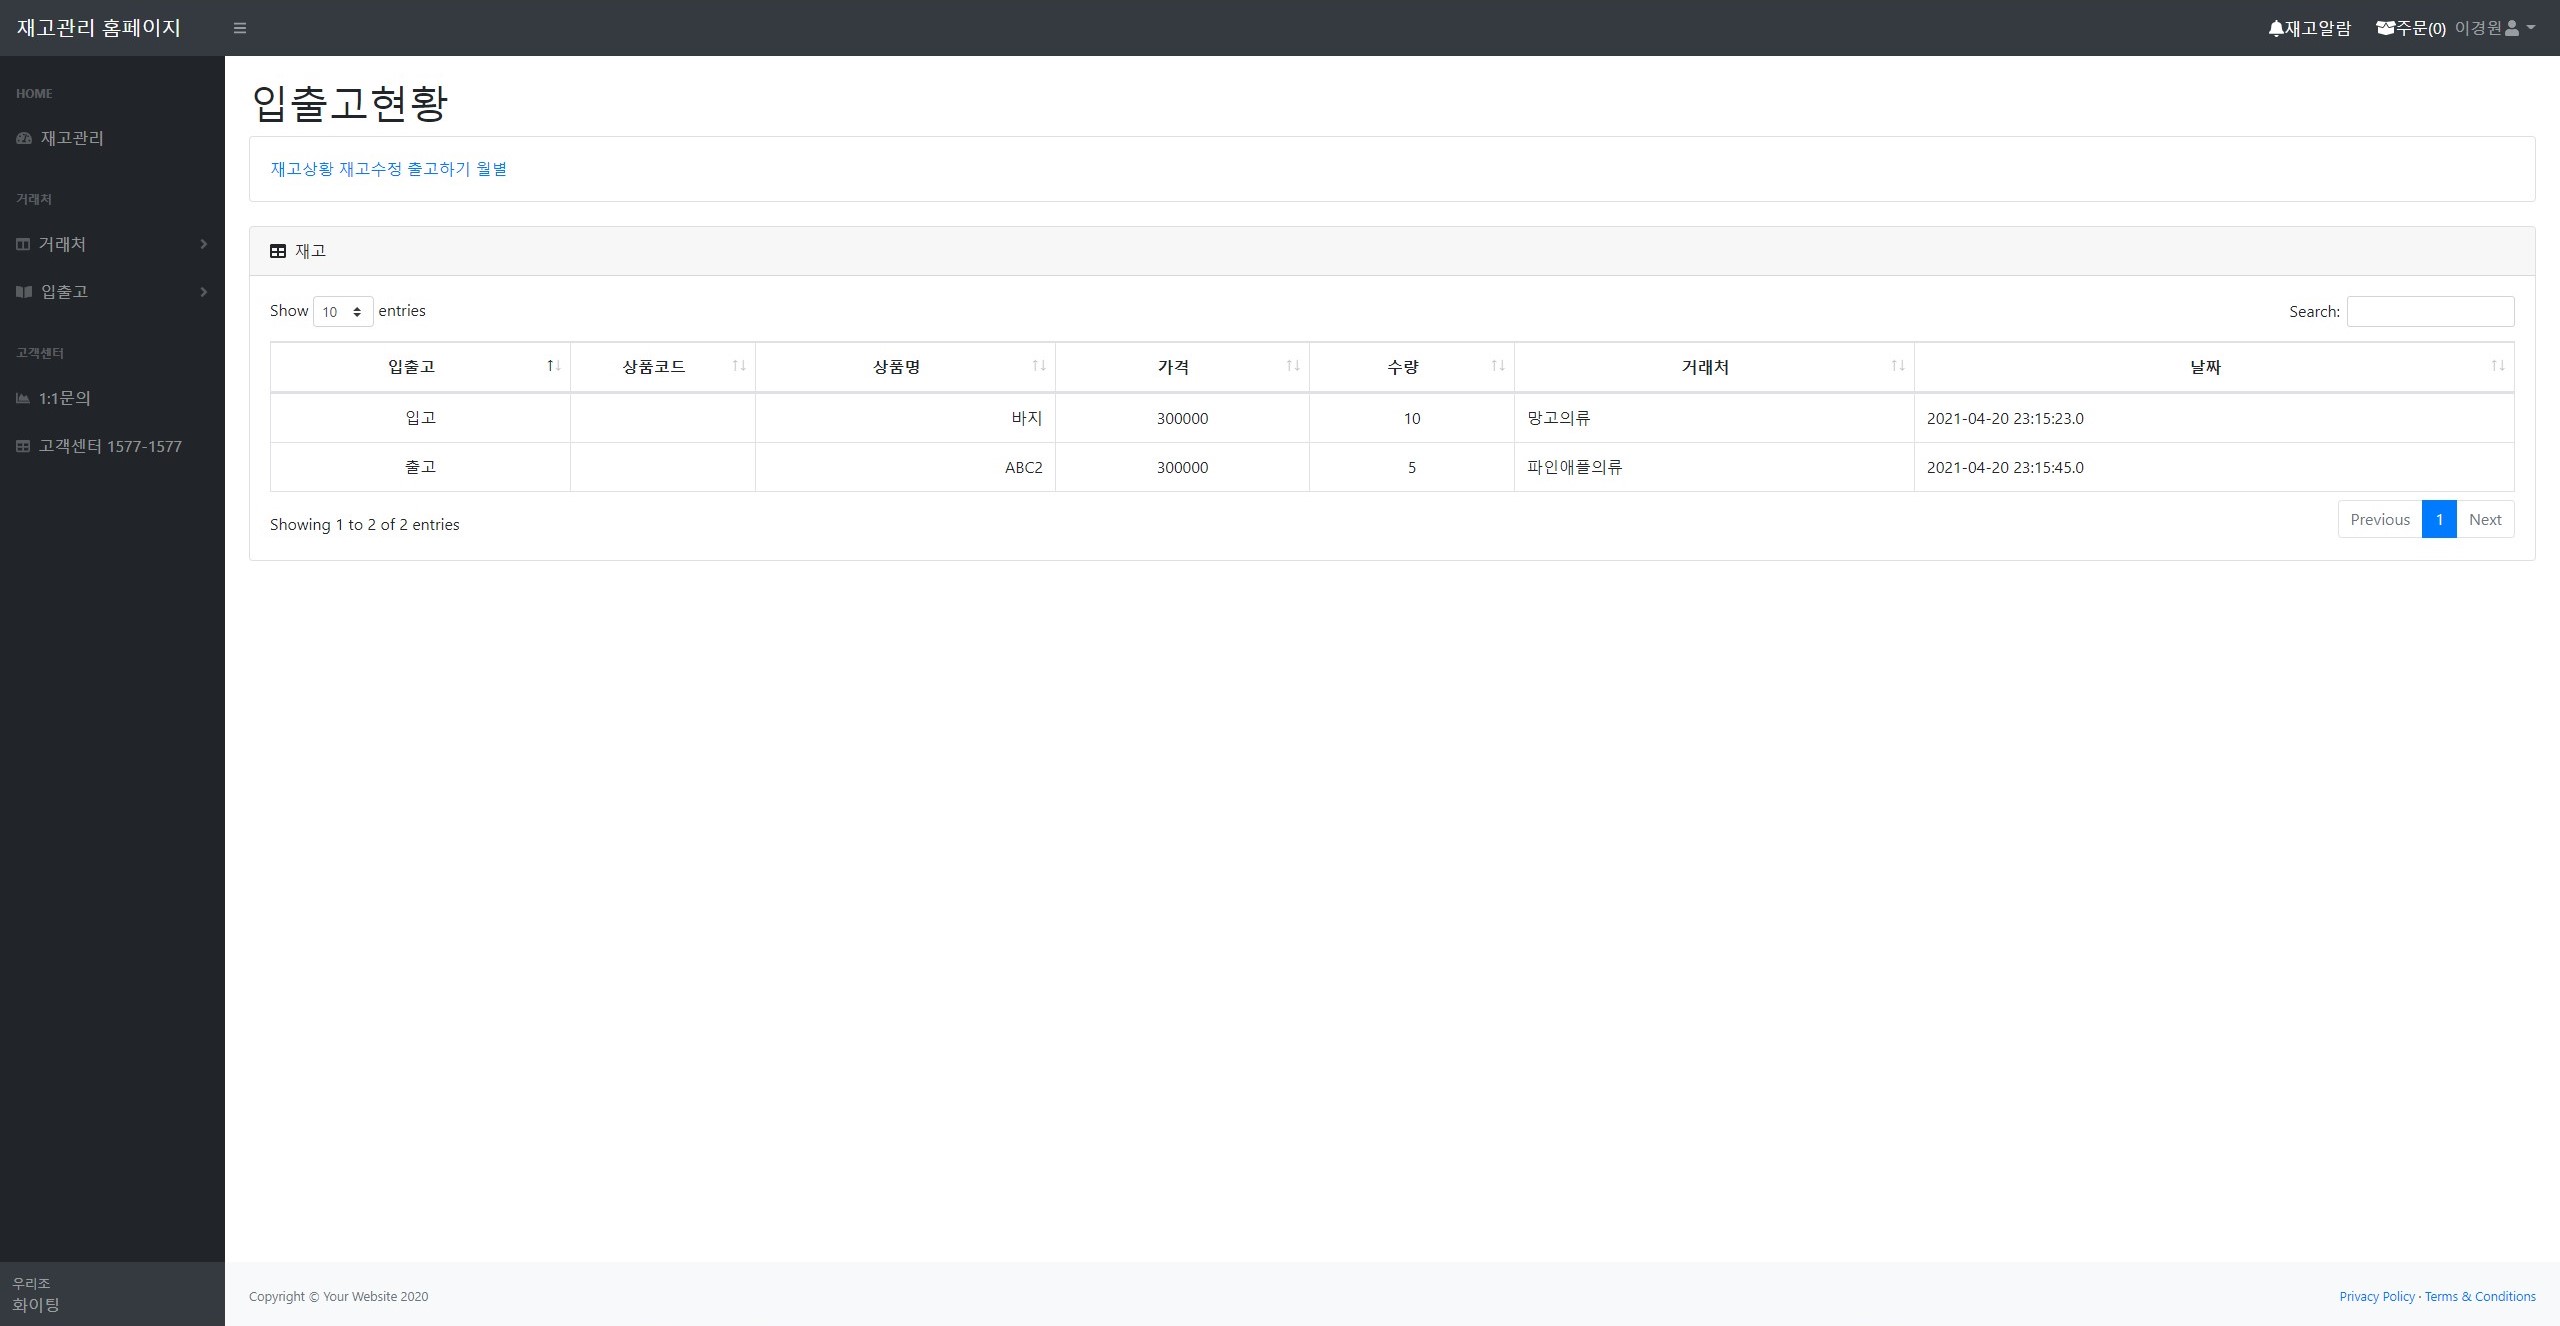 재고관리 홈페이지
재고알람 주문(0) 이경원
HOME
재고관리
거래처
거래처
입출고
고객센터
1:1문의
고객센터 1577-1577
우리조
화이팅
입출고현황
재고상황 재고수정 출고하기 월별
재고
Show 10 entries Search:
입출고 상품코드 상품명 가격 수량 거래처 날짜
입고 바지 300000 10 망고의류 2021-04-20 23:15:23.0
출고 ABC2 300000 5 파인애플의류 2021-04-20 23:15:45.0
Showing 1 to 2 of 2 entries Previous 1 Next
Copyright © Your Website 2020 Privacy Policy · Terms & Conditions